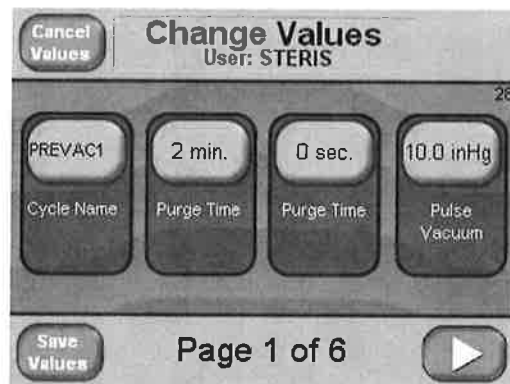 Cancel
Values
Change Values
User: STERIS
28
PREVAC1
Cycle Name
2 min.
Purge Time
0 sec.
Purge Time
10.0 inHg
Pulse
Vacuum
Save
Values
Page 1 of 6